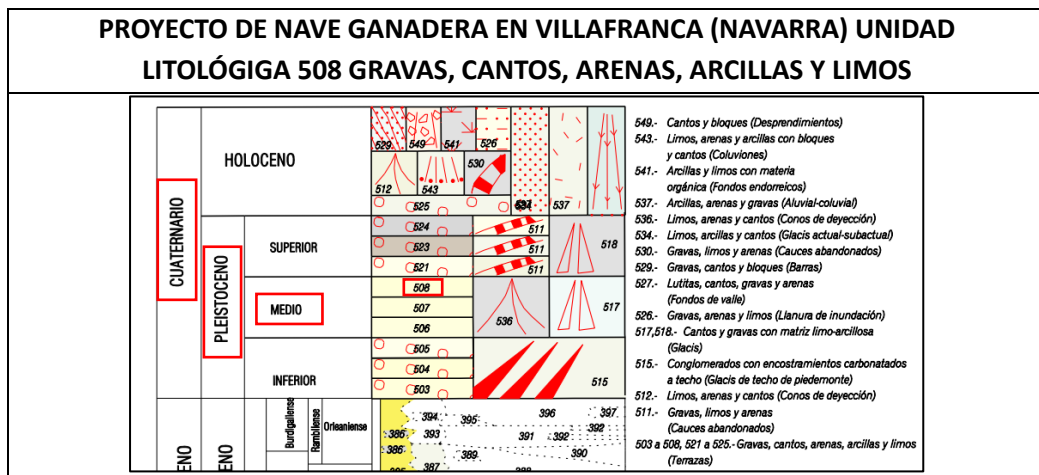 PROYECTO DE NAVE GANADERA EN VILLAFRANCA (NAVARRA) UNIDAD
LITOLÓGIGA 508 GRAVAS, CANTOS, ARENAS, ARCILLAS Y LIMOS
CUATERNARIO
PLEISTOCENO
HOLOCENO
SUPERIOR
MEDIO
INFERIOR
ENO
ENO
Burdigaliense
Rambliense
Orleaniense
529 549 541 526
512 543 530
525 537
524 511
523 511 518
521 511
508
507 536 517
506
505
504 515
503
394 395 396 397
386 393 391 392 392
386 389 390
387
549.- Cantos y bloques (Desprendimientos)
543.- Limos, arenas y arcillas con bloques
y cantos (Coluviones)
541.- Arcillas y limos con materia
orgánica (Fondos endorreicos)
537.- Arcillas, arenas y gravas (Aluvial-coluvial)
536.- Limos, arenas y cantos (Conos de deyección)
534.- Limos, arcillas y cantos (Glacis actual-subactual)
530.- Gravas, limos y arenas (Cauces abandonados)
529.- Gravas, cantos y bloques (Barras)
527.- Lutitas, cantos, gravas y arenas
(Fondos de valle)
526.- Gravas, arenas y limos (Llanura de inundación)
517,518.- Cantos y gravas con matriz limo-arcillosa
(Glacis)
515.- Conglomerados con encostramientos carbonatados
a techo (Glacis de techo de piedemonte)
512.- Limos, arenas y cantos (Conos de deyección)
511.- Gravas, limos y arenas
(Cauces abandonados)
503 a 508, 521 a 525.- Gravas, cantos, arenas, arcillas y limos
(Terrazas)